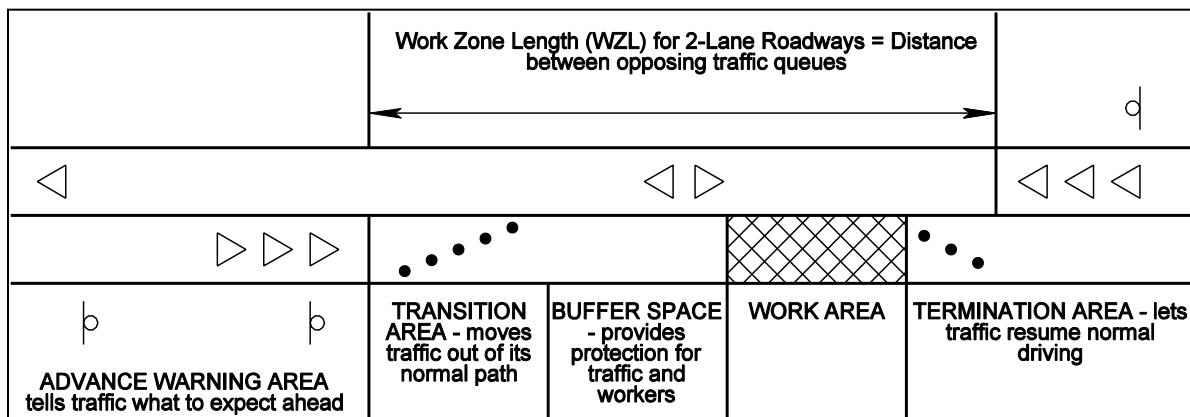 Work Zone Length (WZL) for 2-Lane Roadways = Distance
between opposing traffic queues
ADVANCE WARNING AREA
tells traffic what to expect ahead
TRANSITION
AREA - moves
traffic out of its
normal path
BUFFER SPACE
- provides
protection for
traffic and
workers
WORK AREA
TERMINATION AREA - lets
traffic resume normal
driving